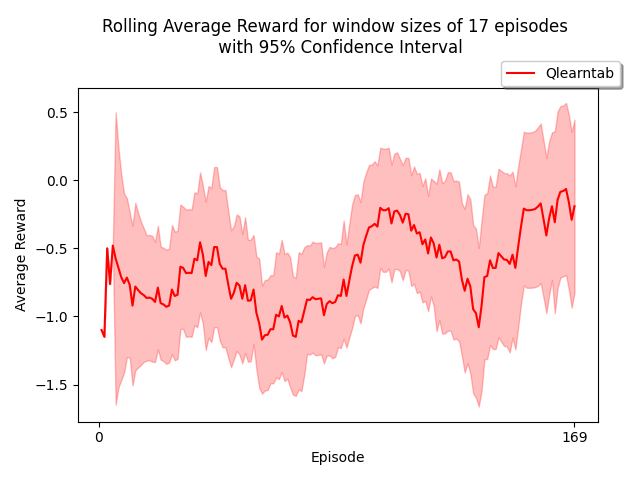 Rolling Average Reward for window sizes of 17 episodes
with 95% Confidence Interval
Qlearntab
0.5
0.0
−0.5
−1.0
−1.5
Average Reward
0
169
Episode